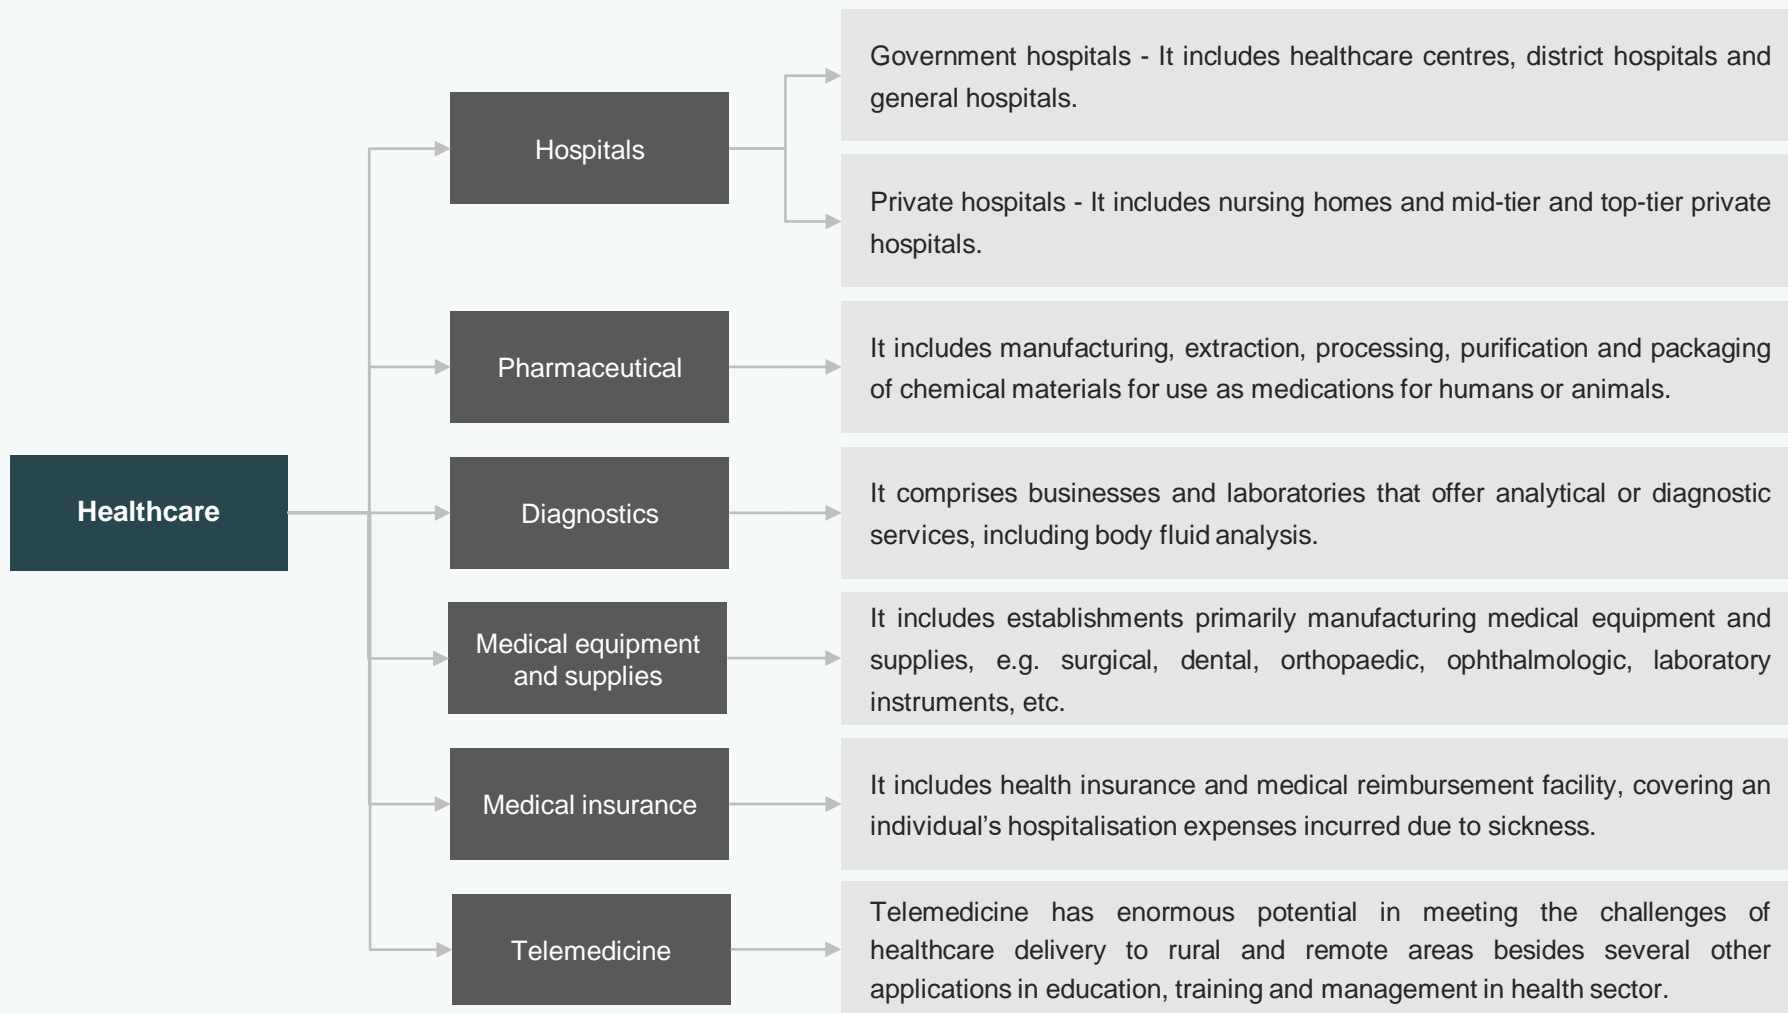 Healthcare
Hospitals
Government hospitals - It includes healthcare centres, district hospitals and
general hospitals.
Private hospitals - It includes nursing homes and mid-tier and top-tier private
hospitals.
Pharmaceutical
It includes manufacturing, extraction, processing, purification and packaging
of chemical materials for use as medications for humans or animals.
Diagnostics
It comprises businesses and laboratories that offer analytical or diagnostic
services, including body fluid analysis.
Medical equipment
and supplies
It includes establishments primarily manufacturing medical equipment and
supplies, e.g. surgical, dental, orthopaedic, ophthalmologic, laboratory
instruments, etc.
Medical insurance
It includes health insurance and medical reimbursement facility, covering an
individual’s hospitalisation expenses incurred due to sickness.
Telemedicine
Telemedicine has enormous potential in meeting the challenges of
healthcare delivery to rural and remote areas besides several other
applications in education, training and management in health sector.